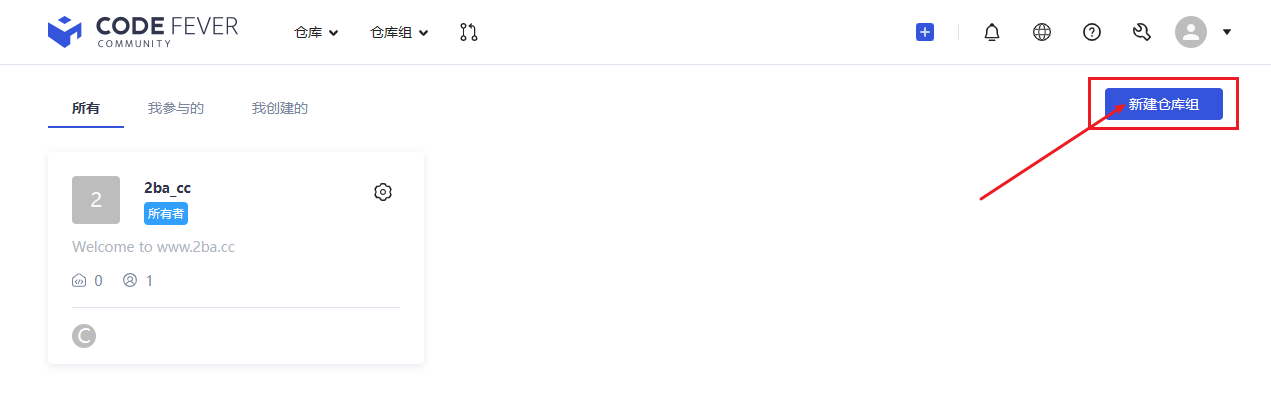 CODE FEVER
COMMUNITY
仓库
仓库组
所有
我参与的
我创建的
新建仓库组
2
2ba_cc
所有者
Welcome to www.2ba.cc
0
1
C